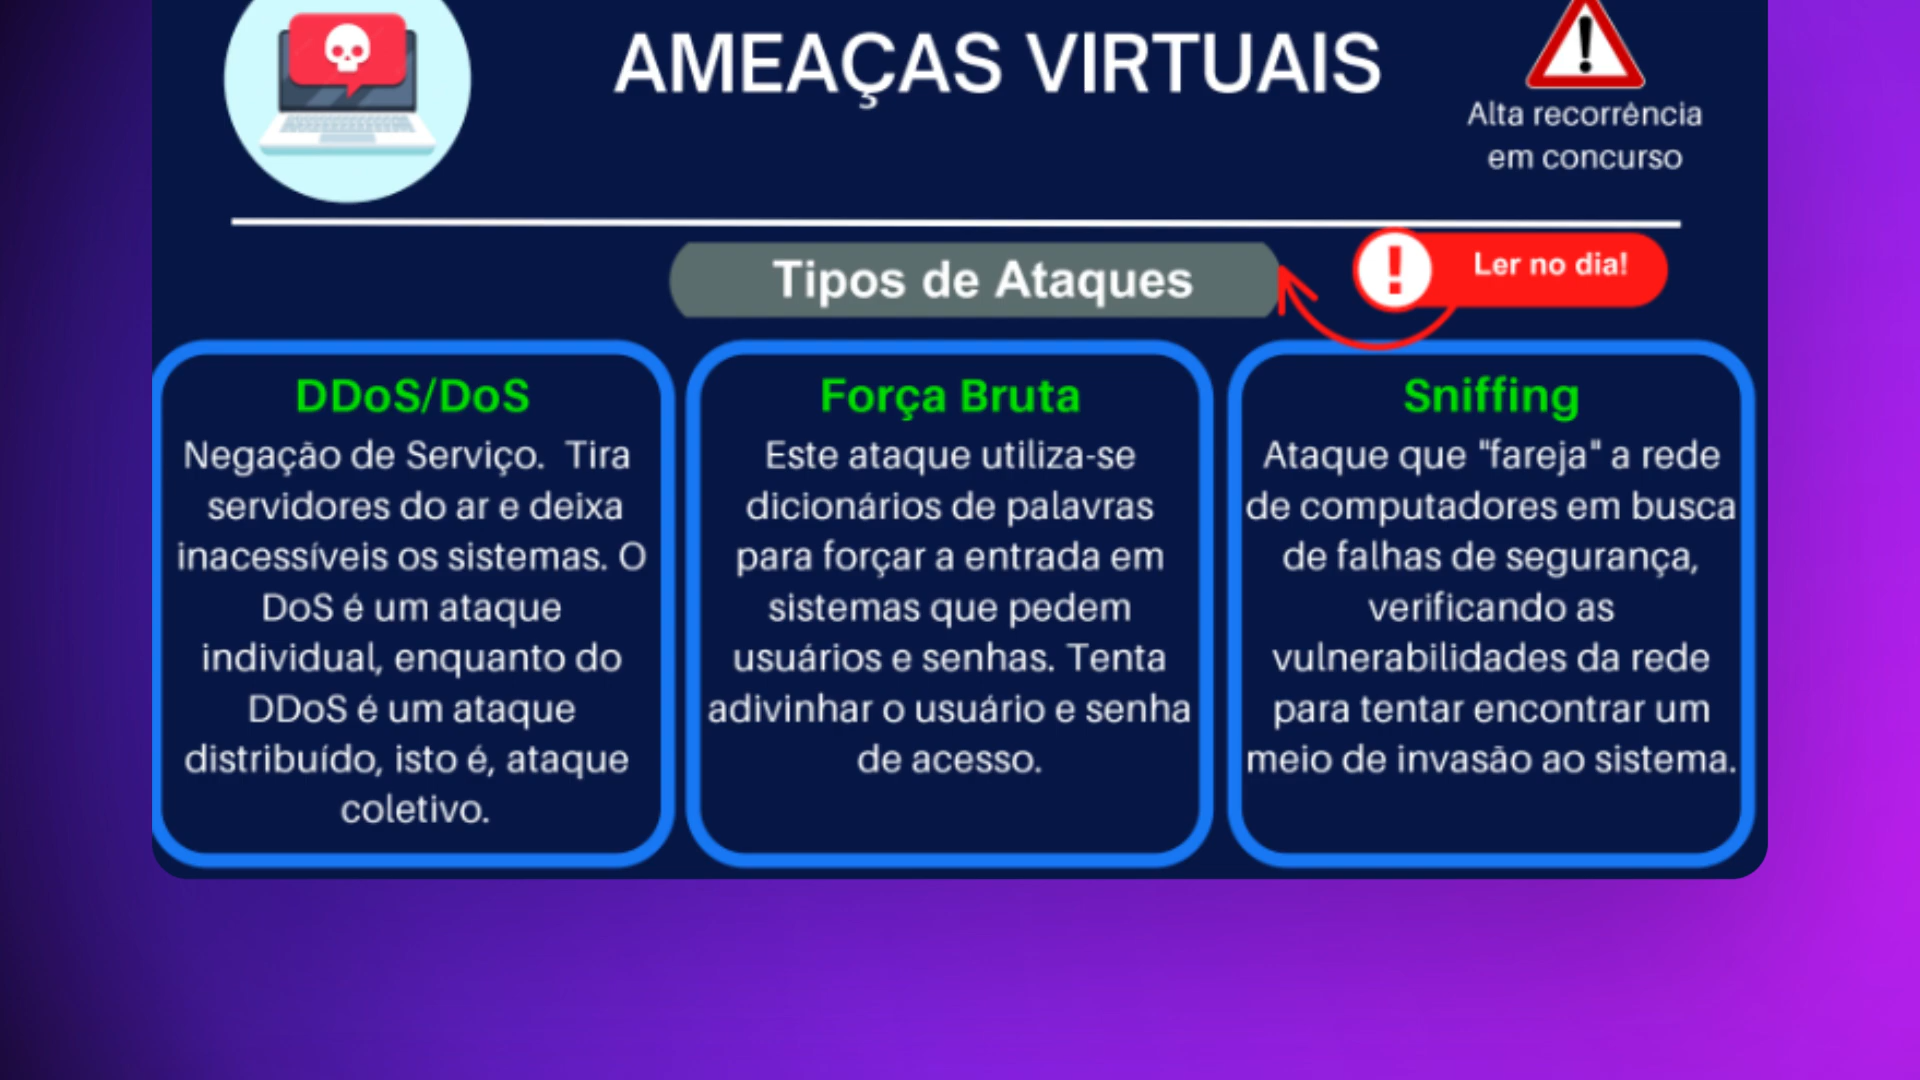 AMEAÇAS VIRTUAIS
Alta recorrência
em concurso
Tipos de Ataques
Ler no dia!
DDoS/DoS
Negação de Serviço. Tira
servidores do ar e deixa
inacessíveis os sistemas. O
DoS é um ataque
individual, enquanto do
DDoS é um ataque
distribuído, isto é, ataque
coletivo.
Força Bruta
Este ataque utiliza-se
dicionários de palavras
para forçar a entrada em
sistemas que pedem
usuários e senhas. Tenta
adivinhar o usuário e senha
de acesso.
Sniffing
Ataque que "fareja" a rede
de computadores em busca
de falhas de segurança,
verificando as
vulnerabilidades da rede
para tentar encontrar um
meio de invasão ao sistema.